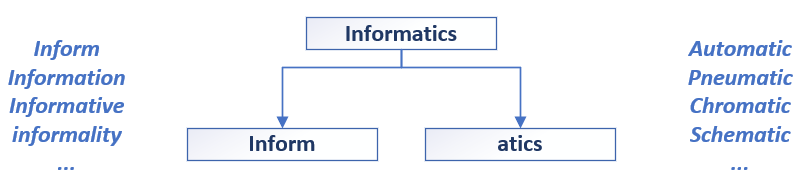 Informatics
Inform
Information
Informative
informality
...
Inform
atics
Automatic
Pneumatic
Chromatic
Schematic
...